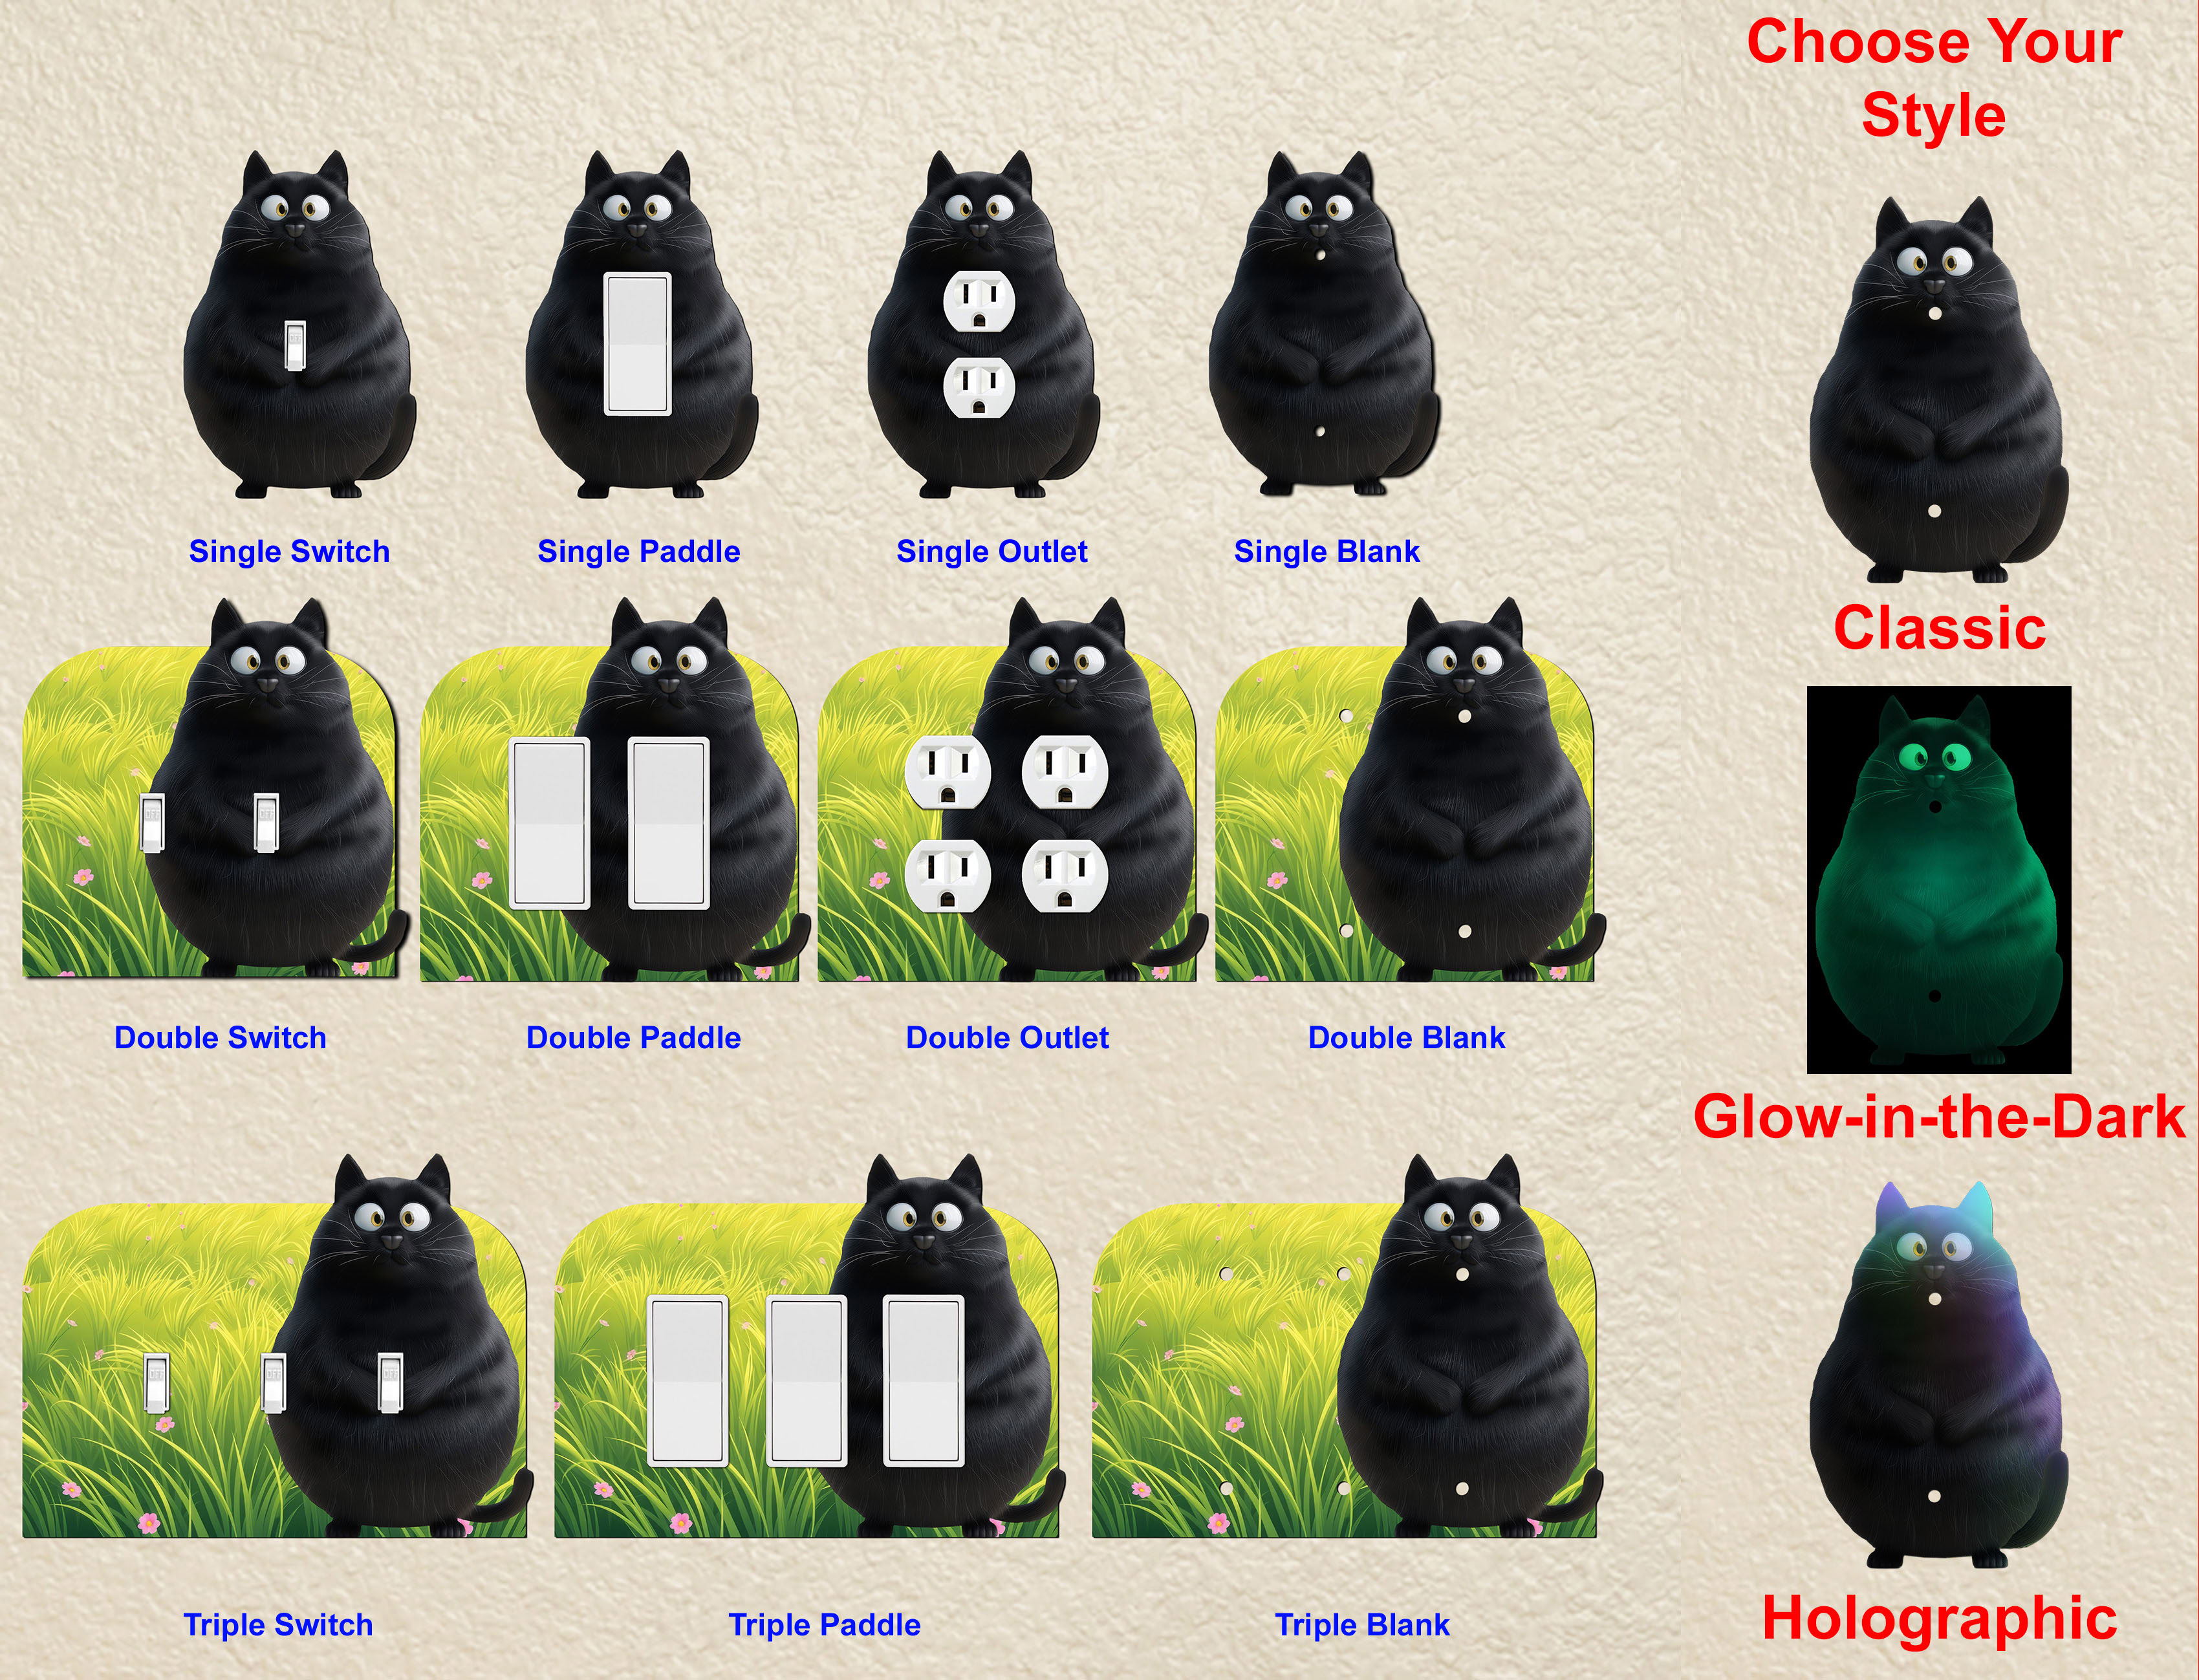 Choose Your
Style
Single Switch
Single Paddle
Single Outlet
Single Blank
Classic
Double Switch
Double Paddle
Double Outlet
Double Blank
Glow-in-the-Dark
Triple Switch
Triple Paddle
Triple Blank
Holographic